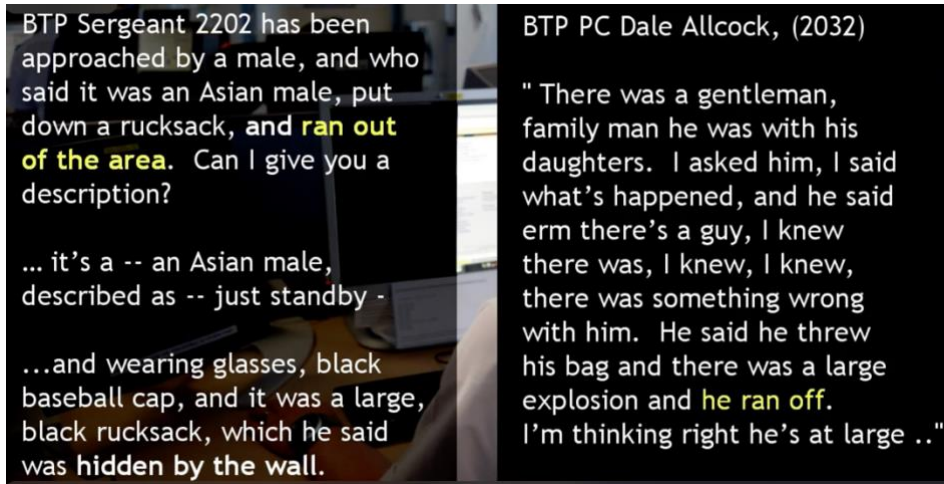 BTP Sergeant 2202 has been
approached by a male, and who
said it was an Asian male, put
down a rucksack, and ran out
of the area.  Can I give you a
description?
... it's a -- an Asian male,
described as -- just standby -
...and wearing glasses, black
baseball cap, and it was a large,
black rucksack, which he said
was hidden by the wall.
BTP PC Dale Allcock, (2032)
" There was a gentleman,
family man he was with his
daughters.  I asked him, I said
what's happened, and he said
erm there's a guy, I knew
there was, I knew, I knew,
there was something wrong
with him.  He said he threw
his bag and there was a large
explosion and he ran off.
I'm thinking right he's at large .."